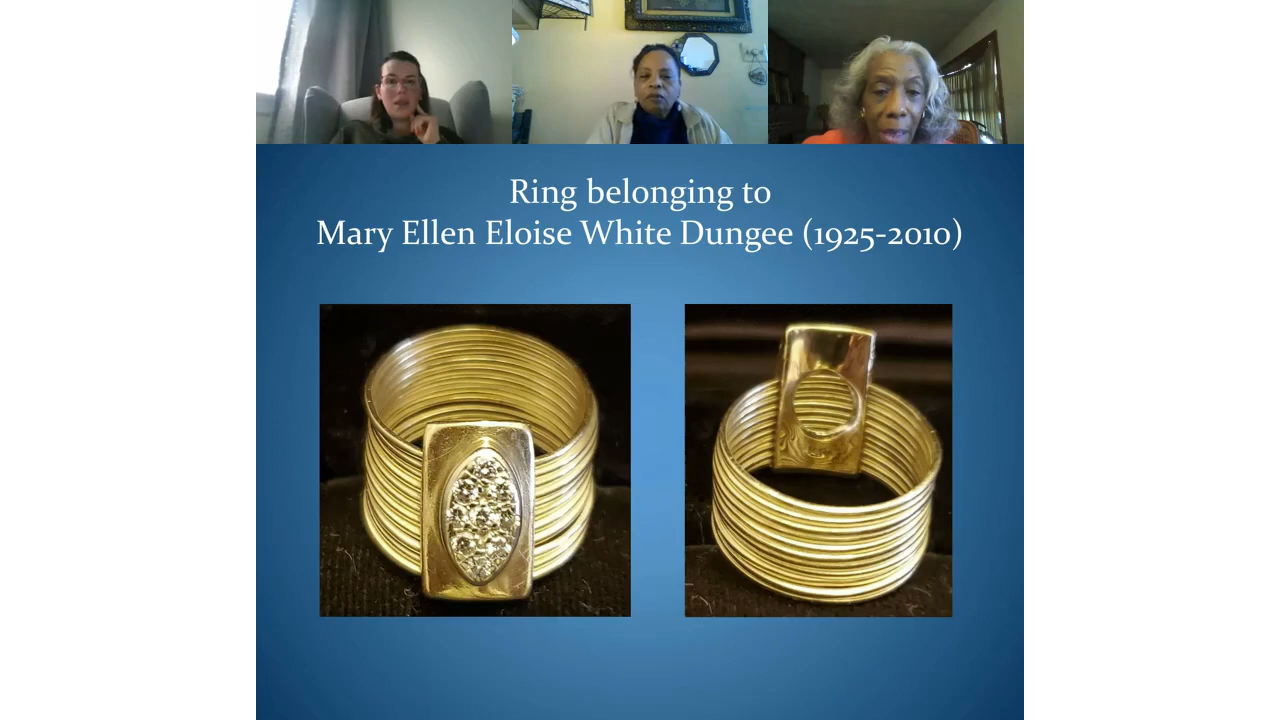 Ring belonging to
Mary Ellen Eloise White Dungee (1925-2010)